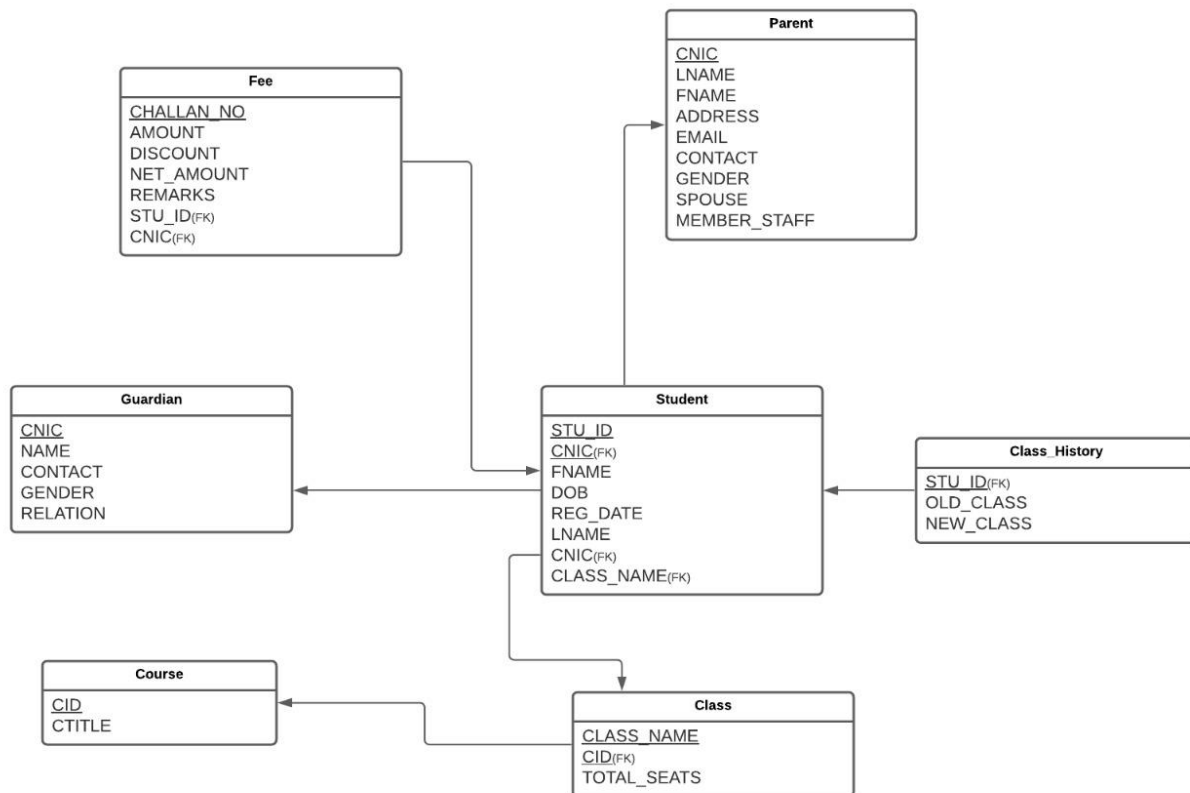 Parent
CNIC
LNAME
FNAME
ADDRESS
EMAIL
CONTACT
GENDER
SPOUSE
MEMBER_STAFF
Fee
CHALLAN_NO
AMOUNT
DISCOUNT
NET_AMOUNT
REMARKS
STU_ID(FK)
CNIC(FK)
Guardian
CNIC
NAME
CONTACT
GENDER
RELATION
Student
STU_ID
CNIC(FK)
FNAME
DOB
REG_DATE
LNAME
CNIC(FK)
CLASS_NAME(FK)
Class_History
STU_ID(FK)
OLD_CLASS
NEW_CLASS
Course
CID
CTITLE
Class
CLASS_NAME
CID(FK)
TOTAL_SEATS